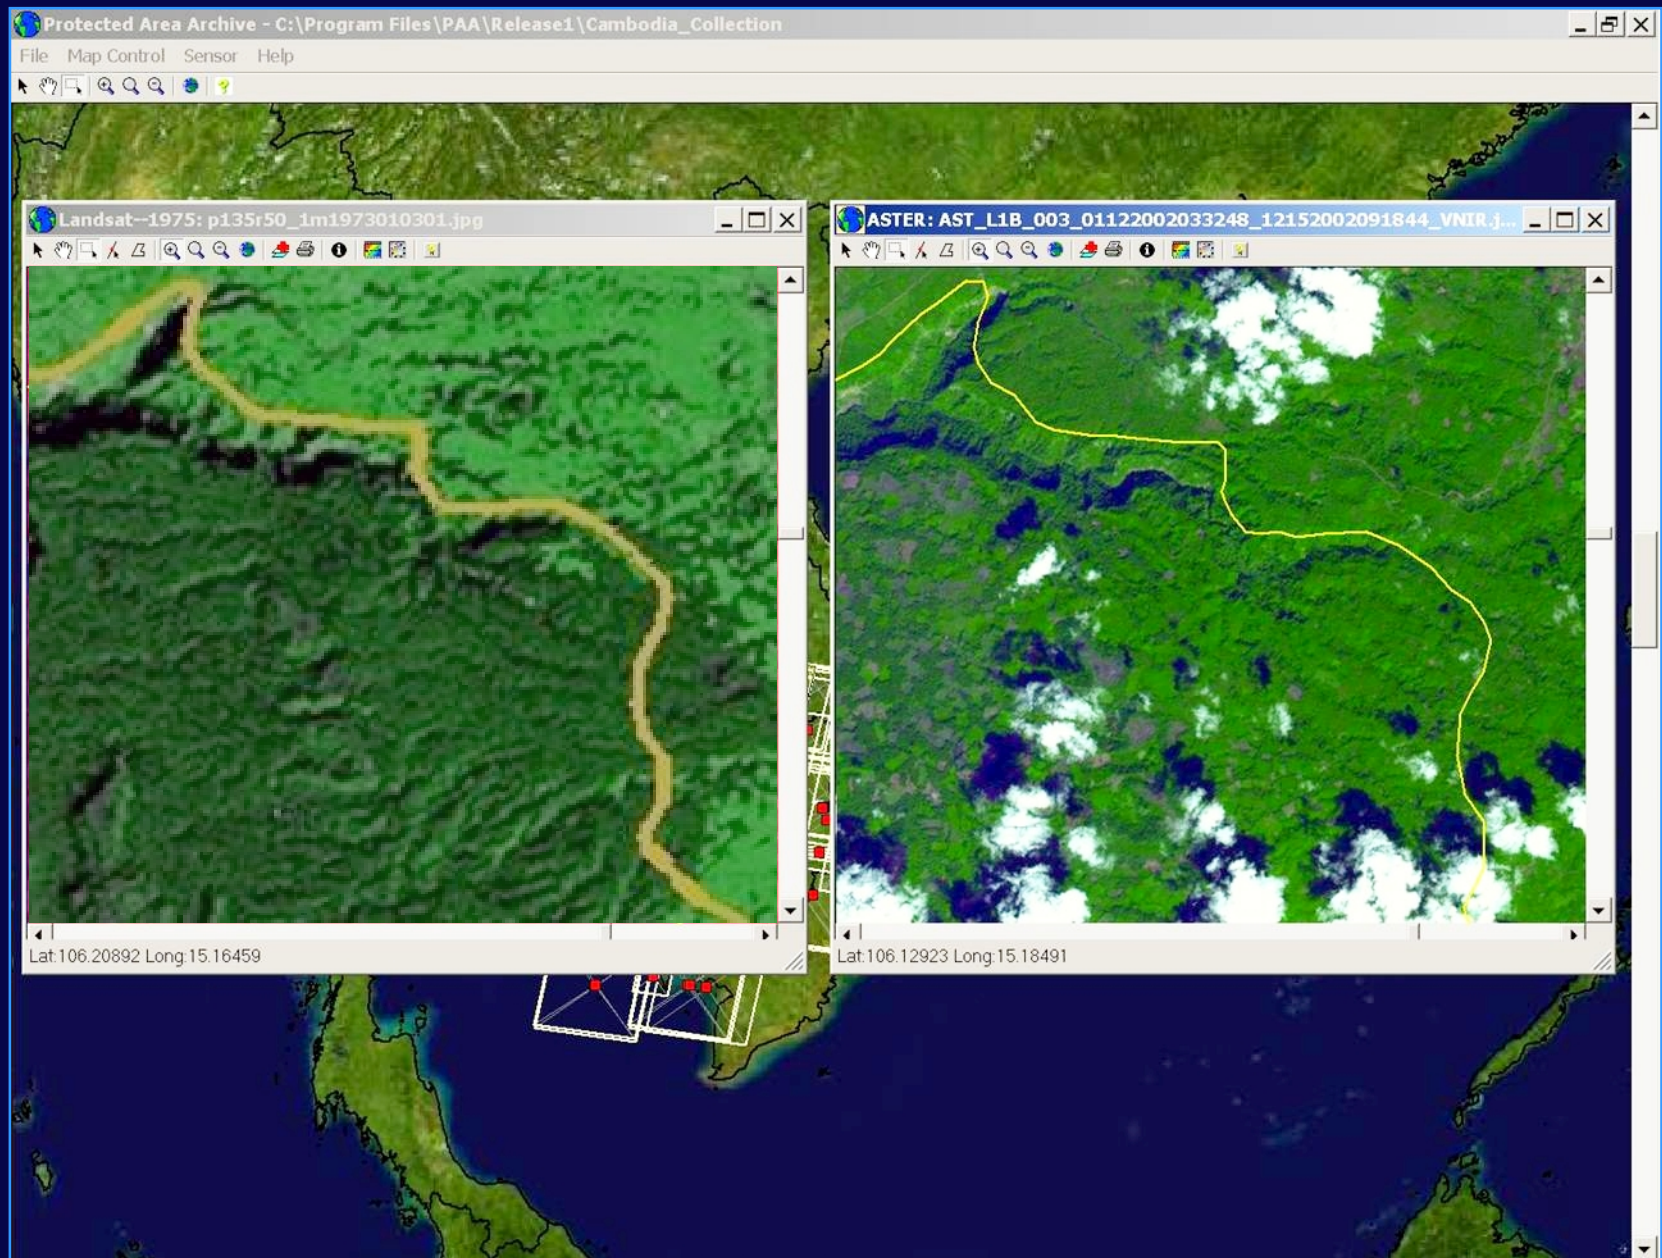 Protected Area Archive - C:\Program Files\PAA\Release1\Cambodia_Collection
File Map Control Sensor Help
Landsat--1975: p135r50_1m1973010301.jpg
ASTER: AST_L1B_003_01122002033248_12152002091844_VNIR.j...
Lat:106.20892 Long:15.16459
Lat:106.12923 Long:15.18491